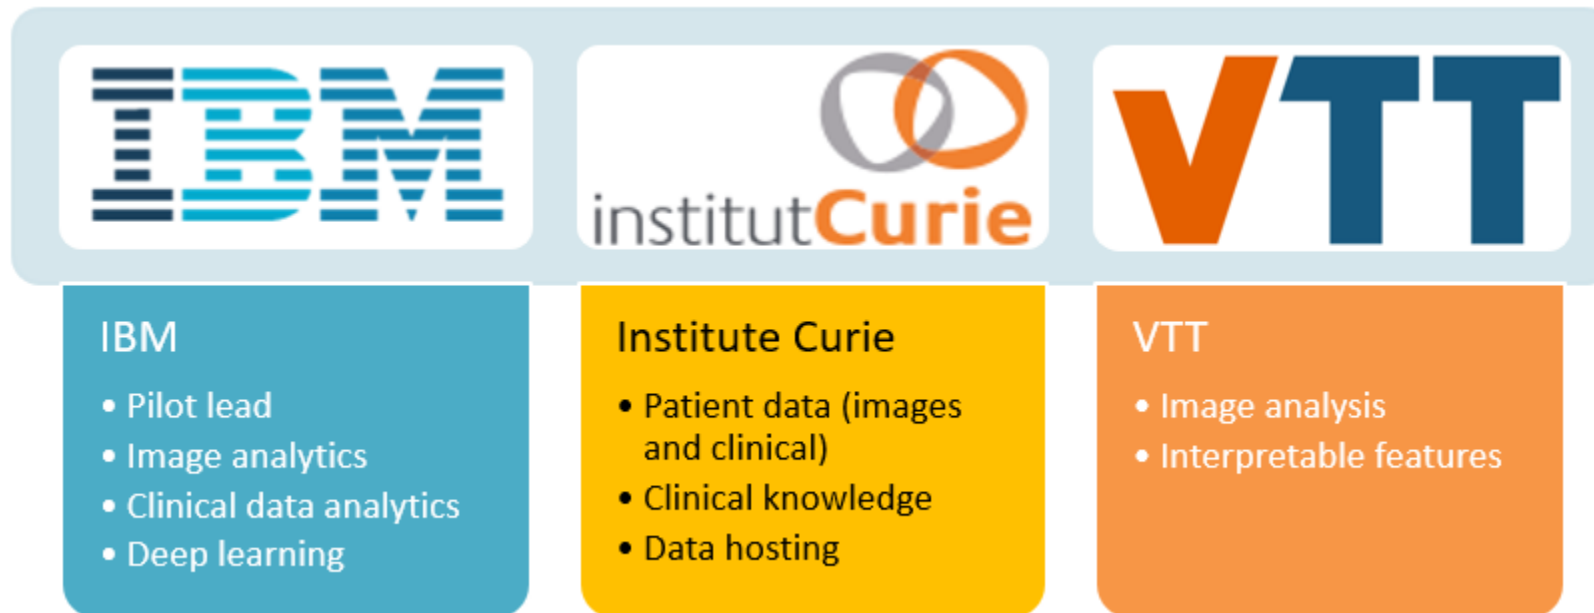 IBM
institutCurie
VTT
IBM
• Pilot lead
• Image analytics
• Clinical data analytics
• Deep learning
Institute Curie
• Patient data (images
and clinical)
• Clinical knowledge
• Data hosting
VTT
• Image analysis
• Interpretable features